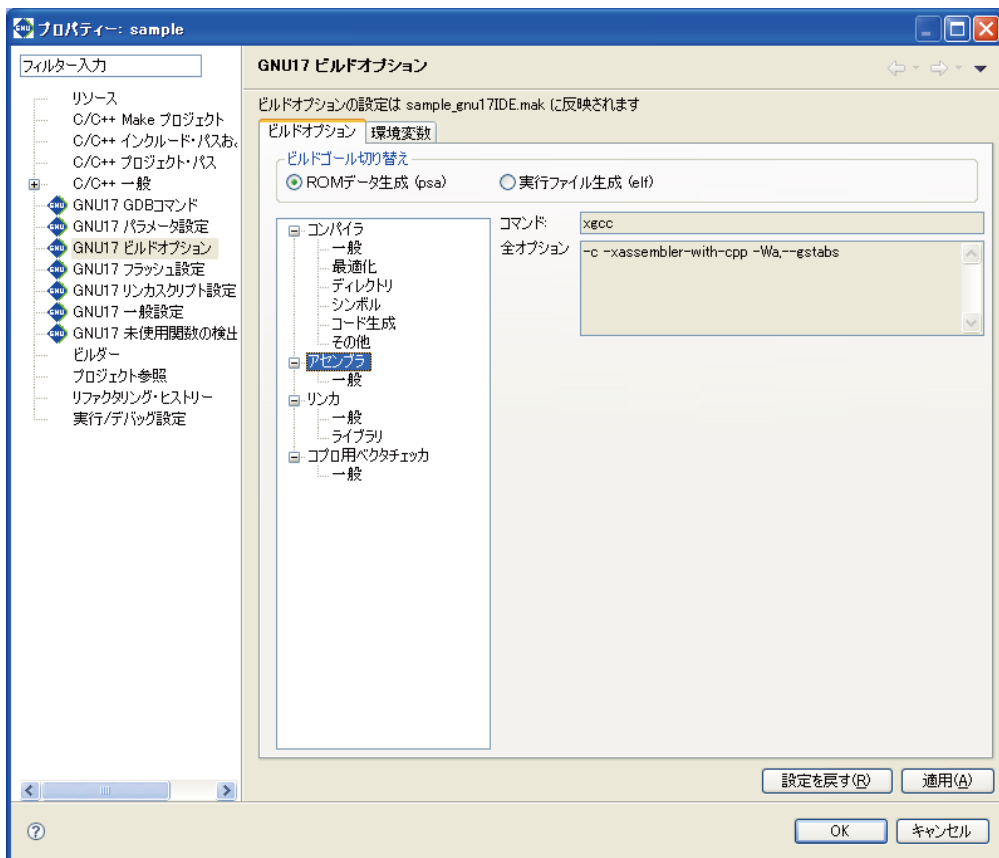 プロパティー: sample
フィルター入力
リソース
C/C++ Make プロジェクト
C/C++ インクルード・パスお。
C/C++ プロジェクト・パス
C/C++ 一般
GNU17 GDBコマンド
GNU17 パラメータ設定
GNU17 ビルドオプション
GNU17 フラッシュ設定
GNU17 リンカスクリプト設定
GNU17 一般設定
GNU17 未使用関数の検出
ビルダー
プロジェクト参照
リファクタリング・ヒストリー
実行/デバッグ設定
GNU17 ビルドオプション
ビルドオプションの設定は sample_gnu17IDE.mak に反映されます
ビルドオプション 環境変数
ビルドゴール切り替え
ROMデータ生成 (psa) 実行ファイル生成 (elf)
コンパイラ
一般
最適化
ディレクトリ
シンボル
コード生成
その他
アセンブラ
一般
リンカ
一般
ライブラリ
コプロ用ベクタチェッカ
一般
コマンド: xgcc
全オプション -c -xassembler-with-cpp -Wa,--gstabs
設定を戻す(R) 適用(A)
OK キャンセル